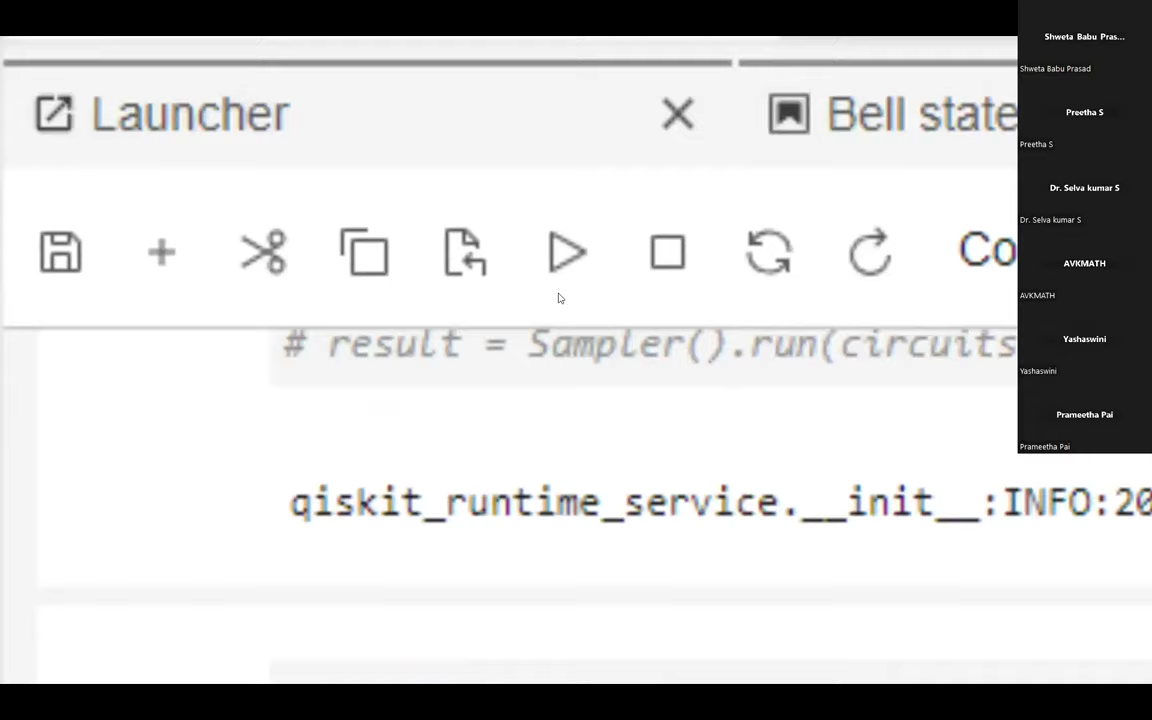 Launcher
Bell state
Co
# result = Sampler().run(circuits
qiskit_runtime_service.__init__:INFO:20
Shweta Babu Pras...
Shweta Babu Prasad
Preetha S
Preetha S
Dr. Selva kumar S
Dr. Selva kumar S
AVKMATH
AVKMATH
Yashaswini
Yashaswini
Prameetha Pai
Prameetha Pai